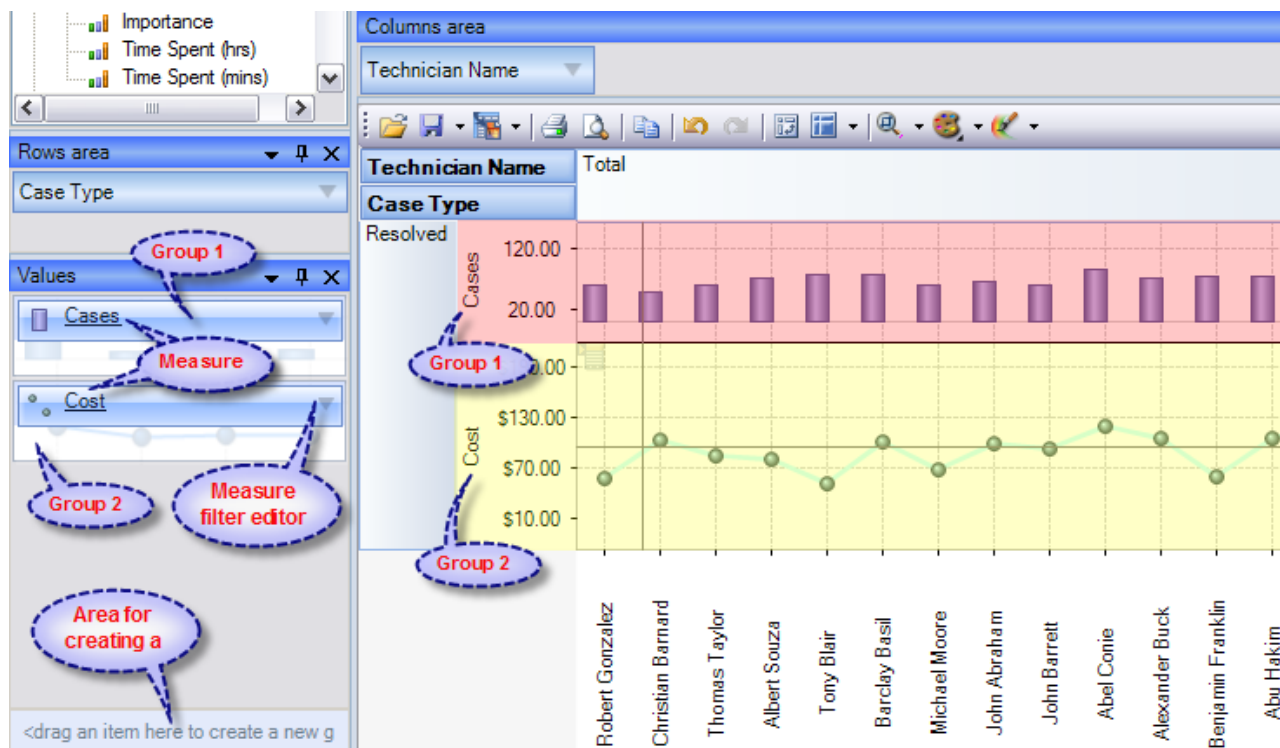 Importance
Time Spent (hrs)
Time Spent (mins)
Rows area
Case Type
Group 1
Values
Cases
Measure
Cost
Group 2
Measure
filter editor
Area for
creating a
<drag an item here to create a new g
Columns area
Technician Name
Technician Name
Total
Case Type
Resolved
Cases
120.00
20.00
Group 1
0.00
Cost
$130.00
$70.00
$10.00
Group 2
Robert Gonzalez
Christian Barnard
Thomas Taylor
Albert Souza
Tony Blair
Barclay Basil
Michael Moore
John Abraham
John Barrett
Abel Conie
Alexander Buck
Benjamin Franklin
Abu Hakim